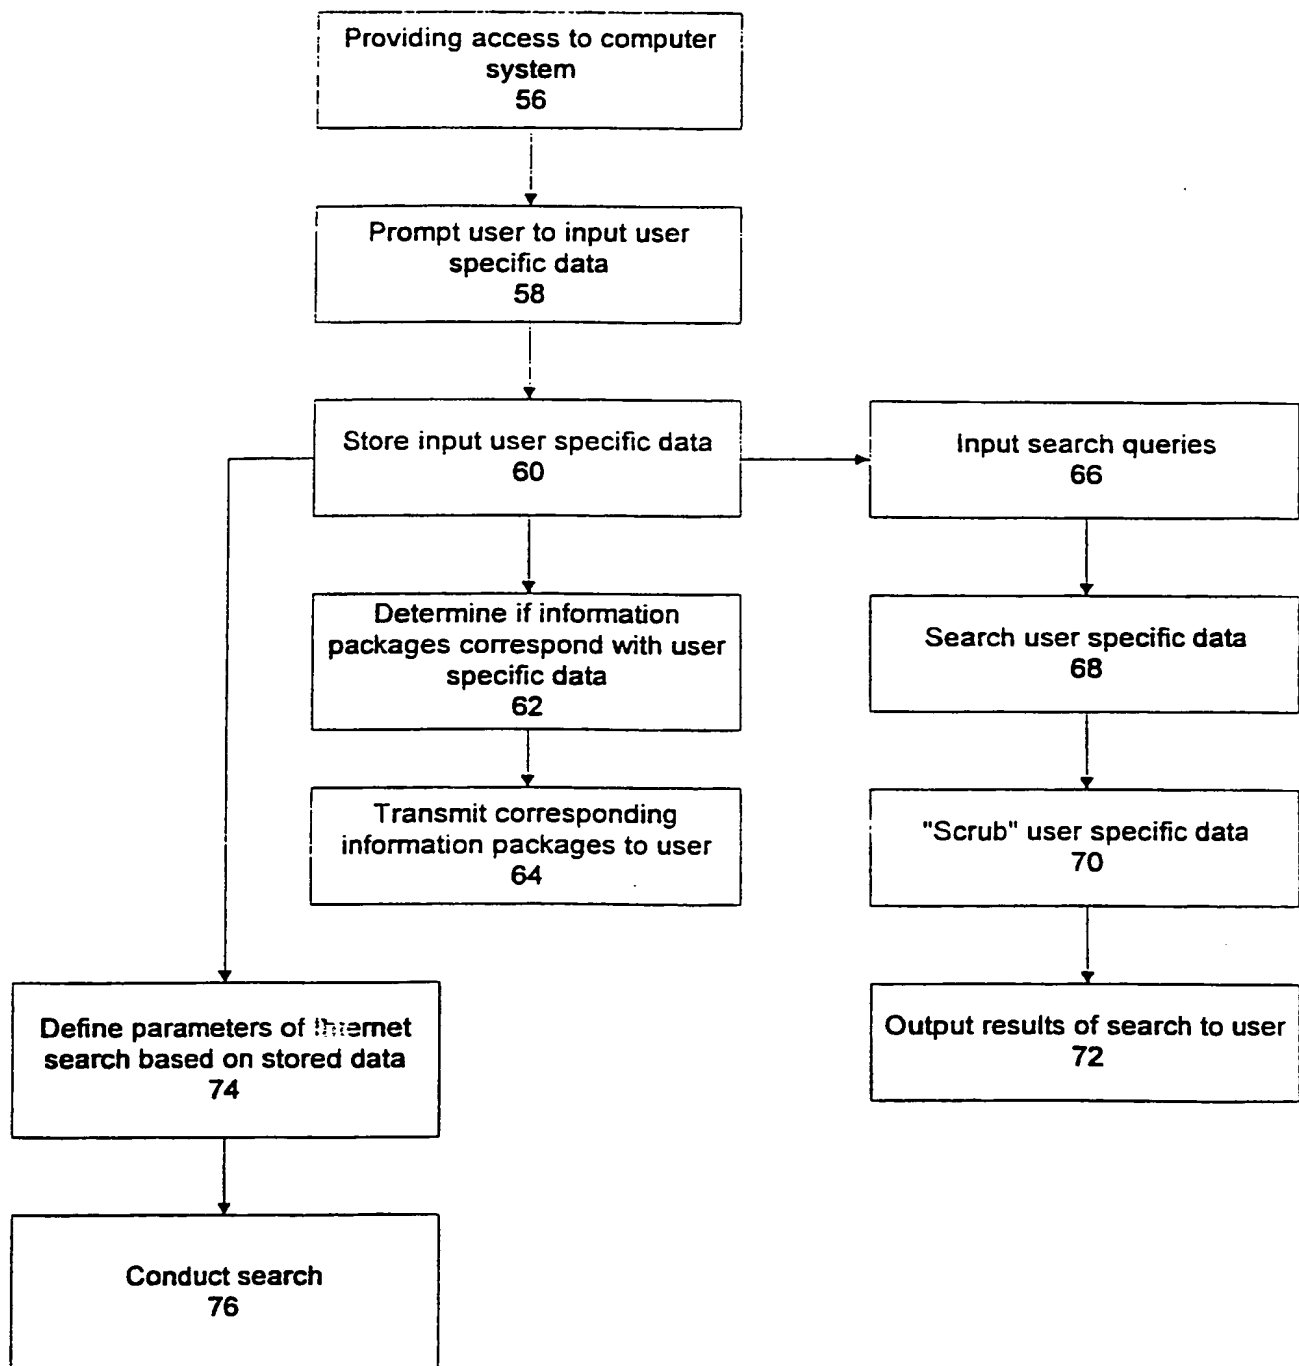 Providing access to computer
system
56
Prompt user to input user
specific data
58
Store input user specific data
60
Input search queries
66
Determine if information
packages correspond with user
specific data
62
Search user specific data
68
Transmit corresponding
information packages to user
64
"Scrub" user specific data
70
Define parameters of Internet
search based on stored data
74
Output results of search to user
72
Conduct search
76